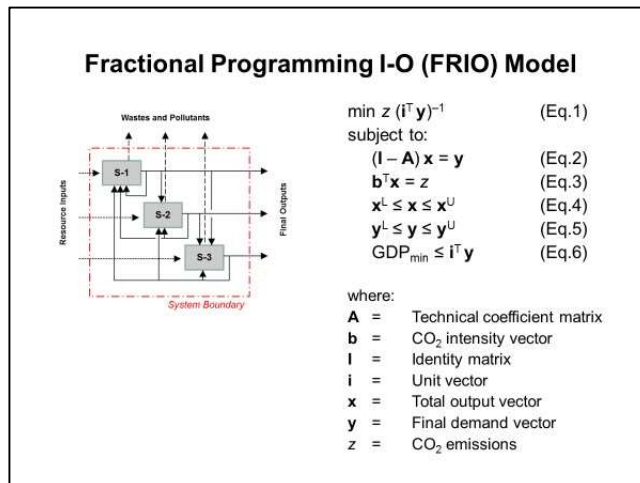 Fractional Programming I-O (FRIO) Model
Wastes and Pollutants
Resource Inputs
S-1
S-2
S-3
Final Outputs
System Boundary
min z (iᵀ y)⁻¹ (Eq.1)
subject to:
(I – A) x = y (Eq.2)
bᵀx = z (Eq.3)
xᴸ ≤ x ≤ xᵁ (Eq.4)
yᴸ ≤ y ≤ yᵁ (Eq.5)
GDPmin ≤ iᵀ y (Eq.6)
where:
A = Technical coefficient matrix
b = CO₂ intensity vector
I = Identity matrix
i = Unit vector
x = Total output vector
y = Final demand vector
z = CO₂ emissions